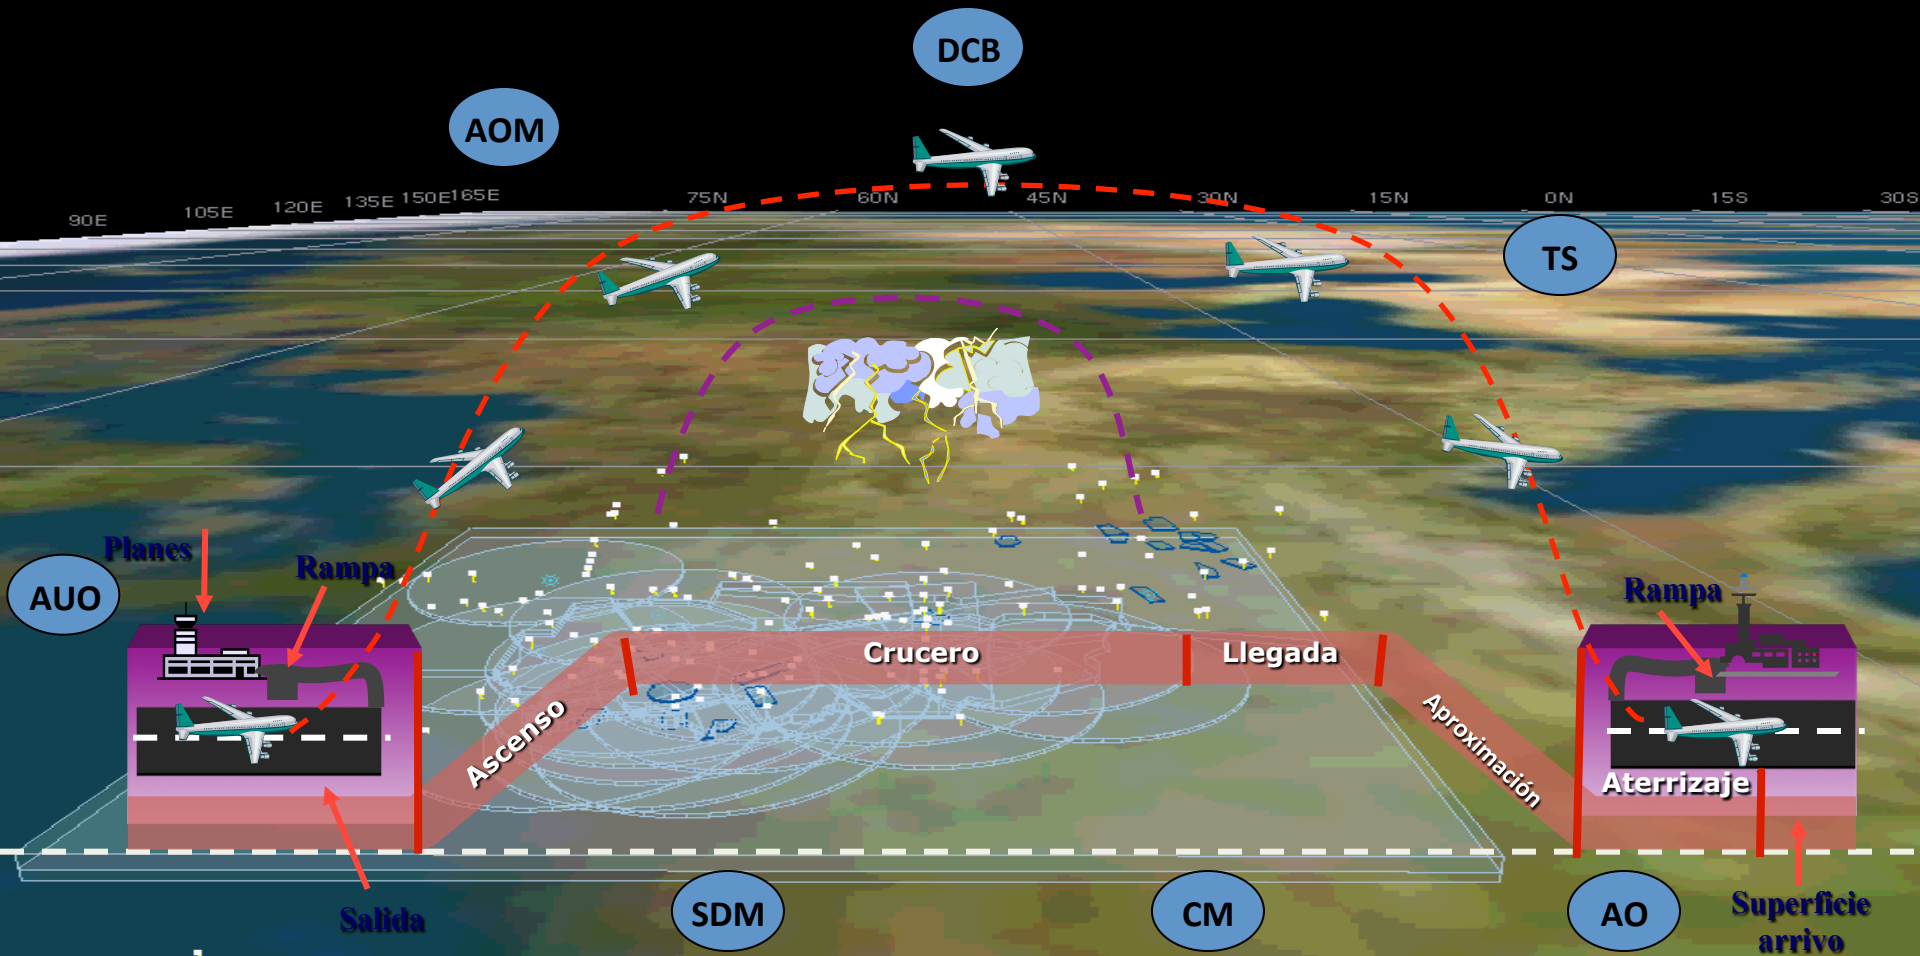 DCB
AOM
90E
105E
120E
135E
150E
165E
75N
60N
45N
30N
15N
0N
15S
30S
TS
Planes
Rampa
AUO
Rampa
Crucero
Llegada
Ascenso
Aproximación
Aterrizaje
Salida
SDM
CM
AO
Superficie
arrivo